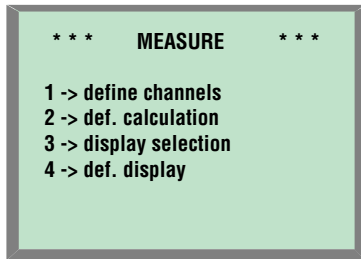 * * * MEASURE * * *
1 -> define channels
2 -> def. calculation
3 -> display selection
4 -> def. display